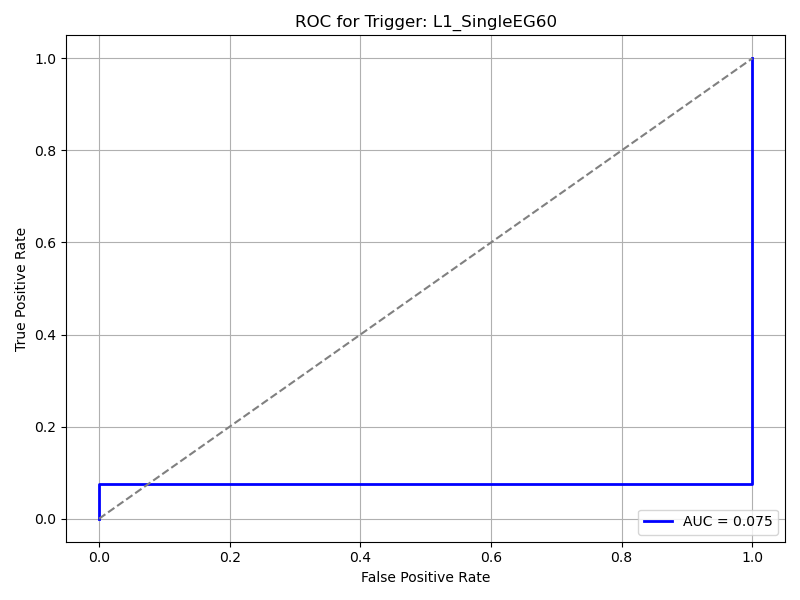 ROC for Trigger: L1_SingleEG60
True Positive Rate
1.0
0.8
0.6
0.4
0.2
0.0
0.0 0.2 0.4 0.6 0.8 1.0
False Positive Rate
AUC = 0.075